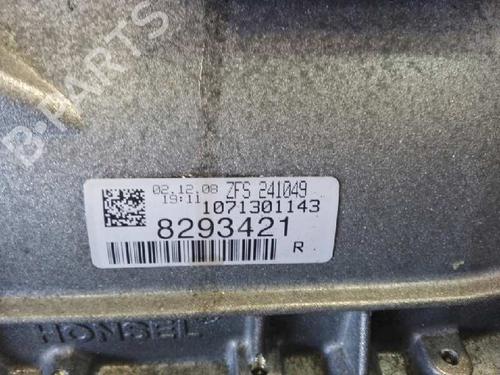 B-PARTS
02.12.08 ZFS 241049
19:11 1071301143
8293421
R
HONSEL